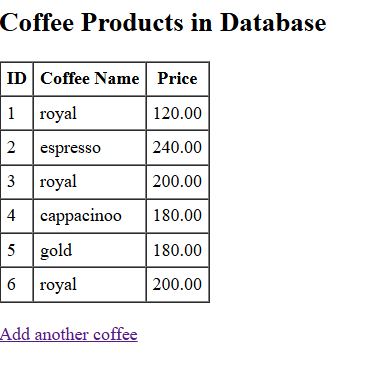 Coffee Products in Database
ID Coffee Name Price
1 royal 120.00
2 espresso 240.00
3 royal 200.00
4 cappacinoo 180.00
5 gold 180.00
6 royal 200.00
Add another coffee